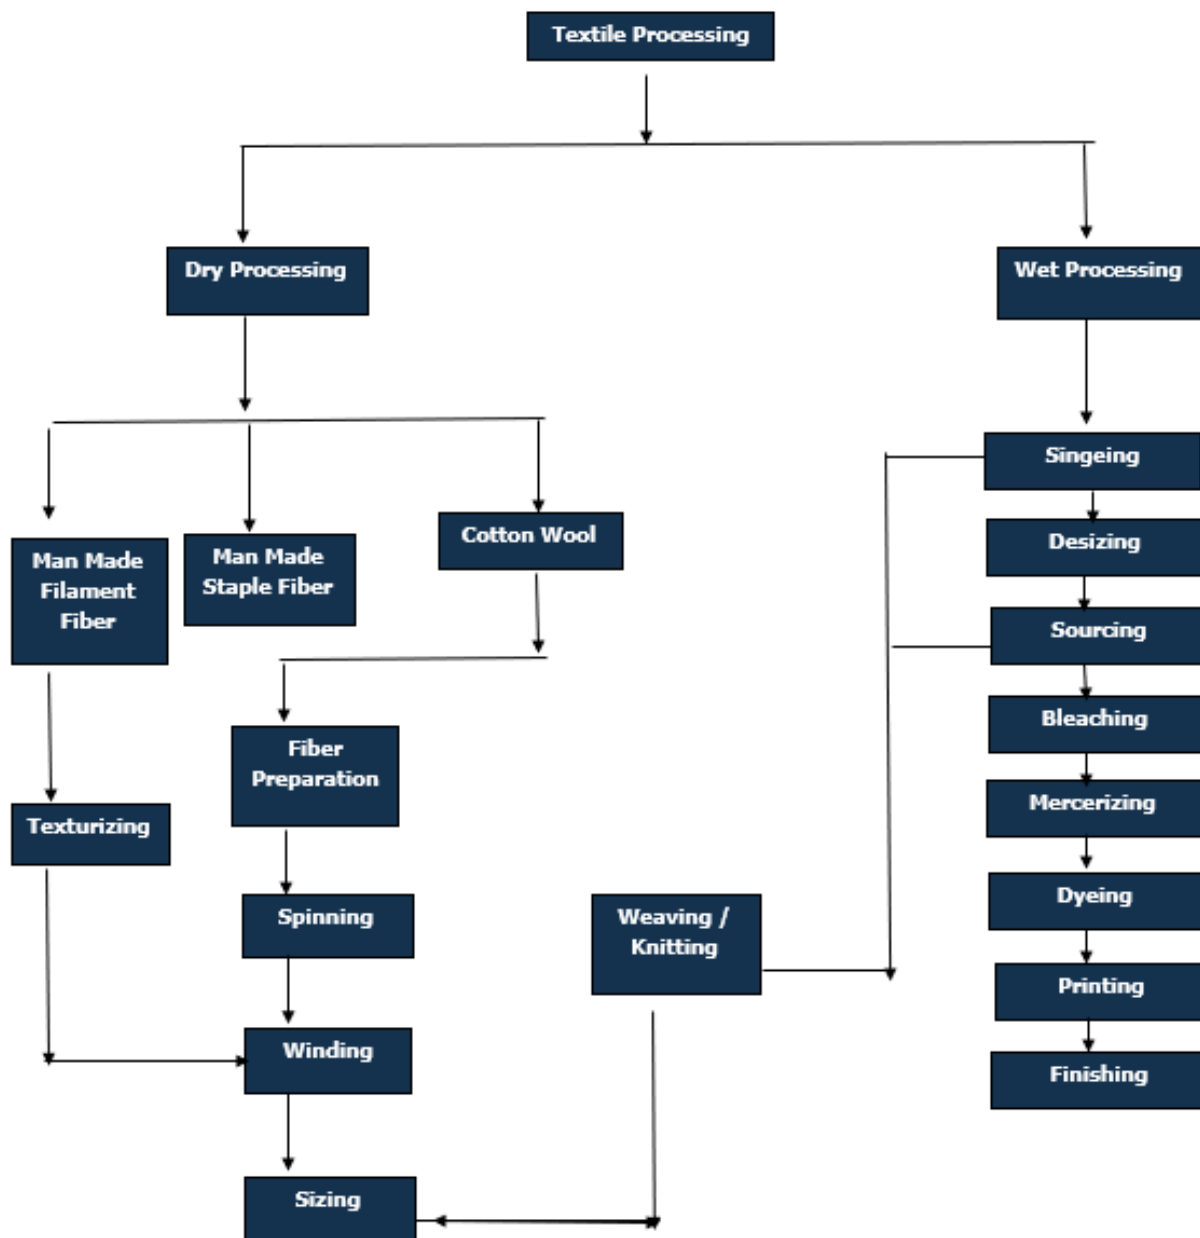 Textile Processing
Dry Processing
Wet Processing
Singeing
Cotton Wool
Man Made
Staple Fiber
Man Made
Filament
Fiber
Desizing
Sourcing
Bleaching
Fiber
Preparation
Mercerizing
Texturizing
Dyeing
Spinning
Weaving /
Knitting
Printing
Winding
Finishing
Sizing